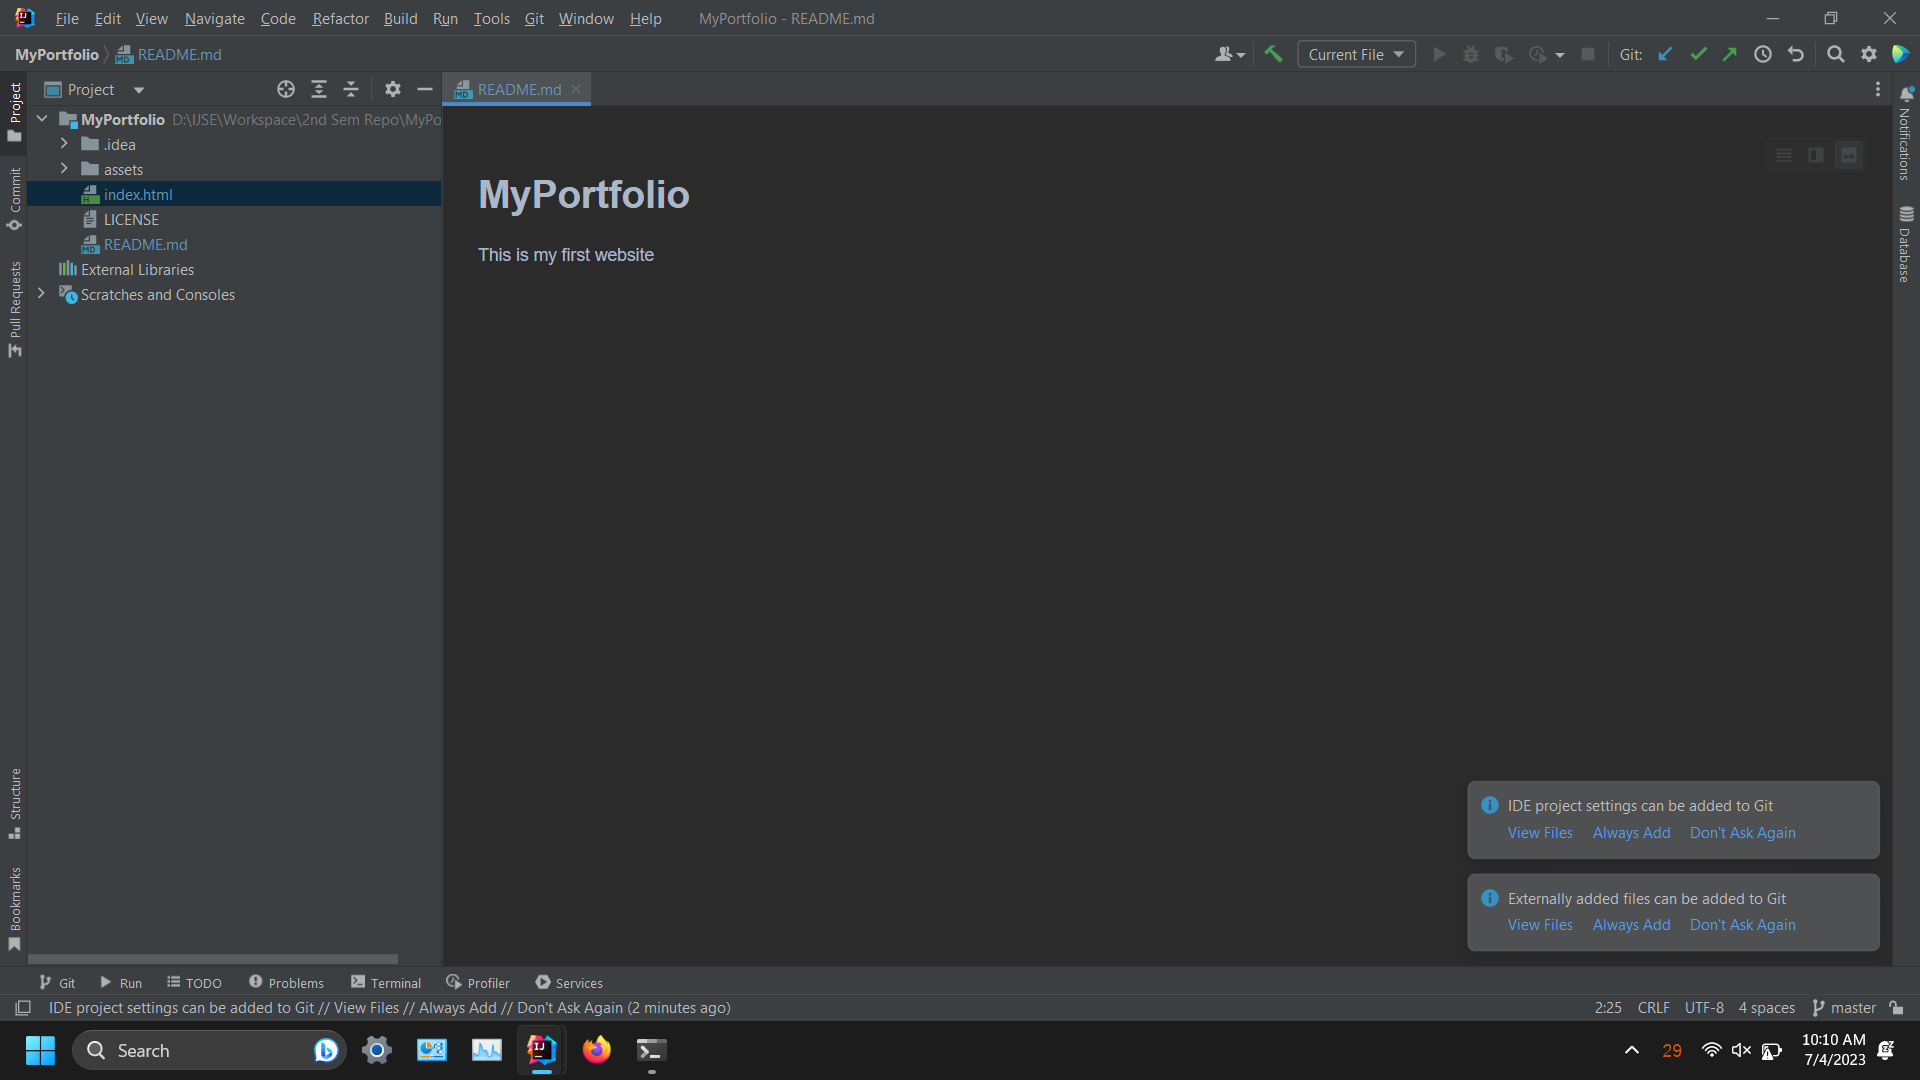 File Edit View Navigate Code Refactor Build Run Tools Git Window Help MyPortfolio - README.md
MyPortfolio README.md Current File Git:
Project README.md
Project
Commit
Pull Requests
Structure
Bookmarks
MyPortfolio D:\IJSE\Workspace\2nd Sem Repo\MyPo
.idea
assets
index.html
LICENSE
README.md
External Libraries
Scratches and Consoles
MyPortfolio
This is my first website
Notifications
Database
IDE project settings can be added to Git
View Files Always Add Don't Ask Again
Externally added files can be added to Git
View Files Always Add Don't Ask Again
Git Run TODO Problems Terminal Profiler Services
IDE project settings can be added to Git // View Files // Always Add // Don't Ask Again (2 minutes ago) 2:25 CRLF UTF-8 4 spaces master
Search 29 10:10 AM
7/4/2023